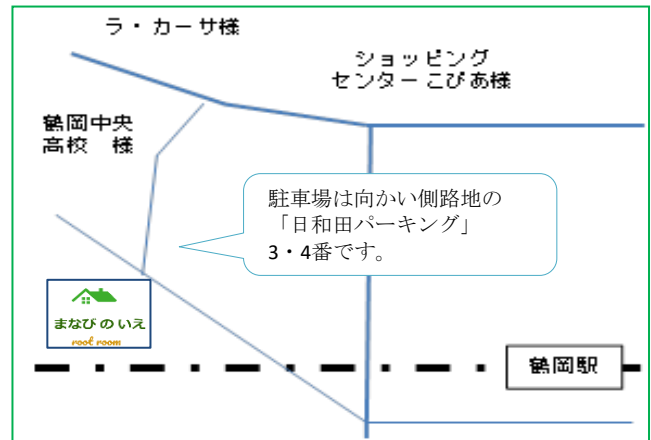 ラ・カーサ様
ショッピング
センターこぴあ様
鶴岡中央
高校 様
駐車場は向かい側路地の
「日和田パーキング」
3・4番です。
まなびのいえ
root room
鶴岡駅